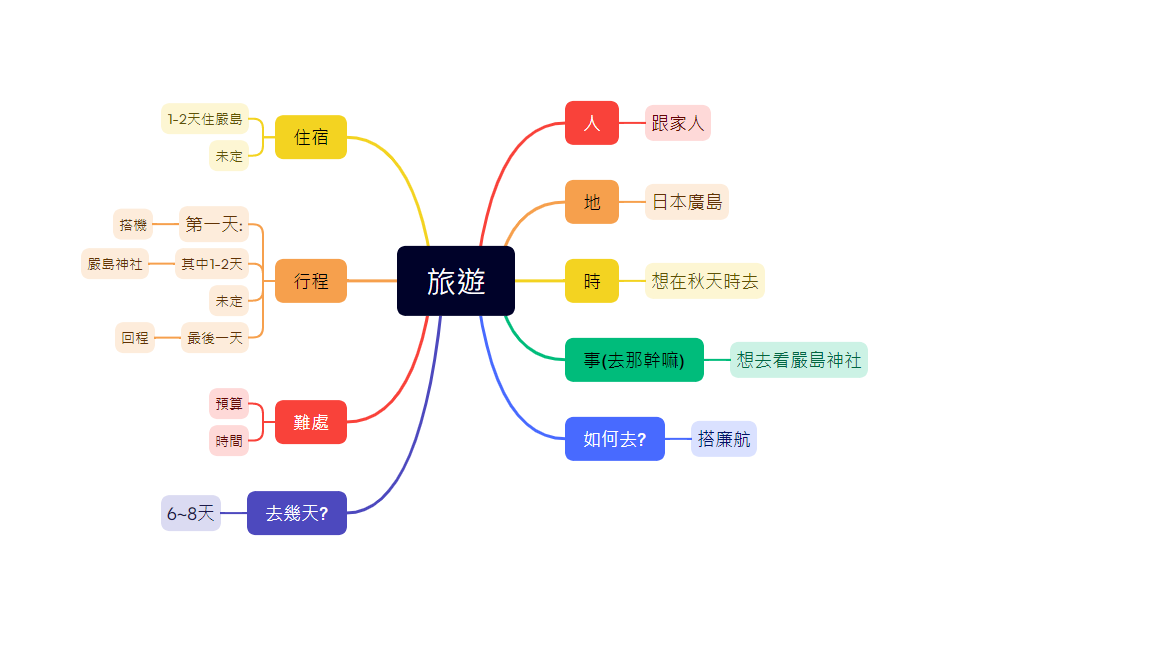 旅遊
人
跟家人
地
日本廣島
時
想在秋天時去
事(去那幹嘛)
想去看嚴島神社
如何去?
搭廉航
住宿
1-2天住嚴島
未定
行程
第一天:
搭機
其中1-2天
嚴島神社
未定
最後一天
回程
難處
預算
時間
去幾天?
6~8天